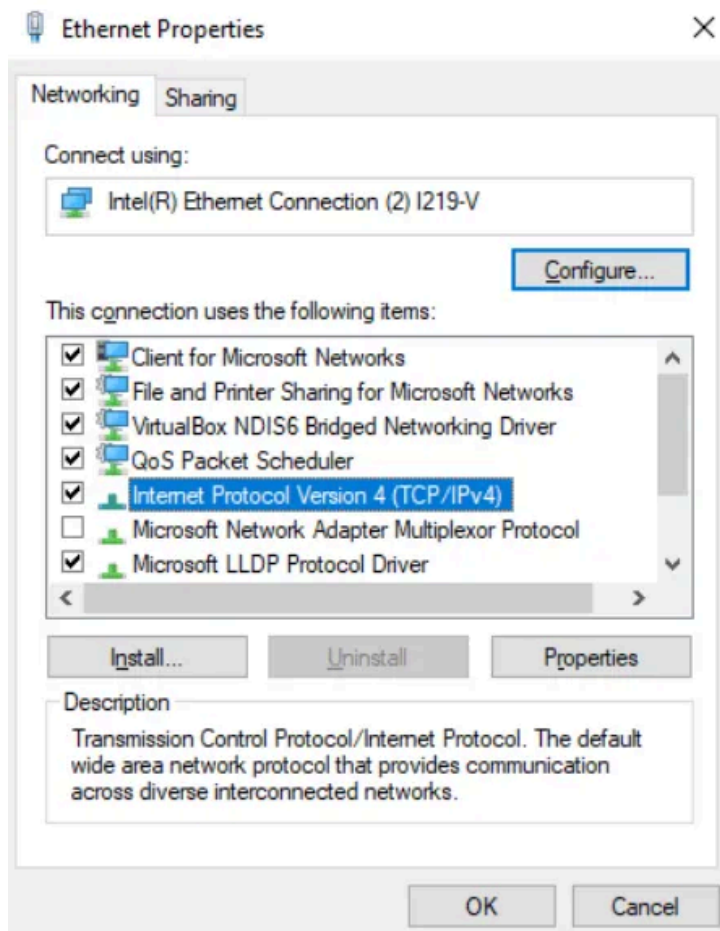 Ethernet Properties
Networking
Sharing
Connect using:
Intel(R) Ethernet Connection (2) I219-V
Configure...
This connection uses the following items:
Client for Microsoft Networks
File and Printer Sharing for Microsoft Networks
VirtualBox NDIS6 Bridged Networking Driver
QoS Packet Scheduler
Internet Protocol Version 4 (TCP/IPv4)
Microsoft Network Adapter Multiplexor Protocol
Microsoft LLDP Protocol Driver
Install...
Uninstall
Properties
Description
Transmission Control Protocol/Internet Protocol. The default
wide area network protocol that provides communication
across diverse interconnected networks.
OK
Cancel